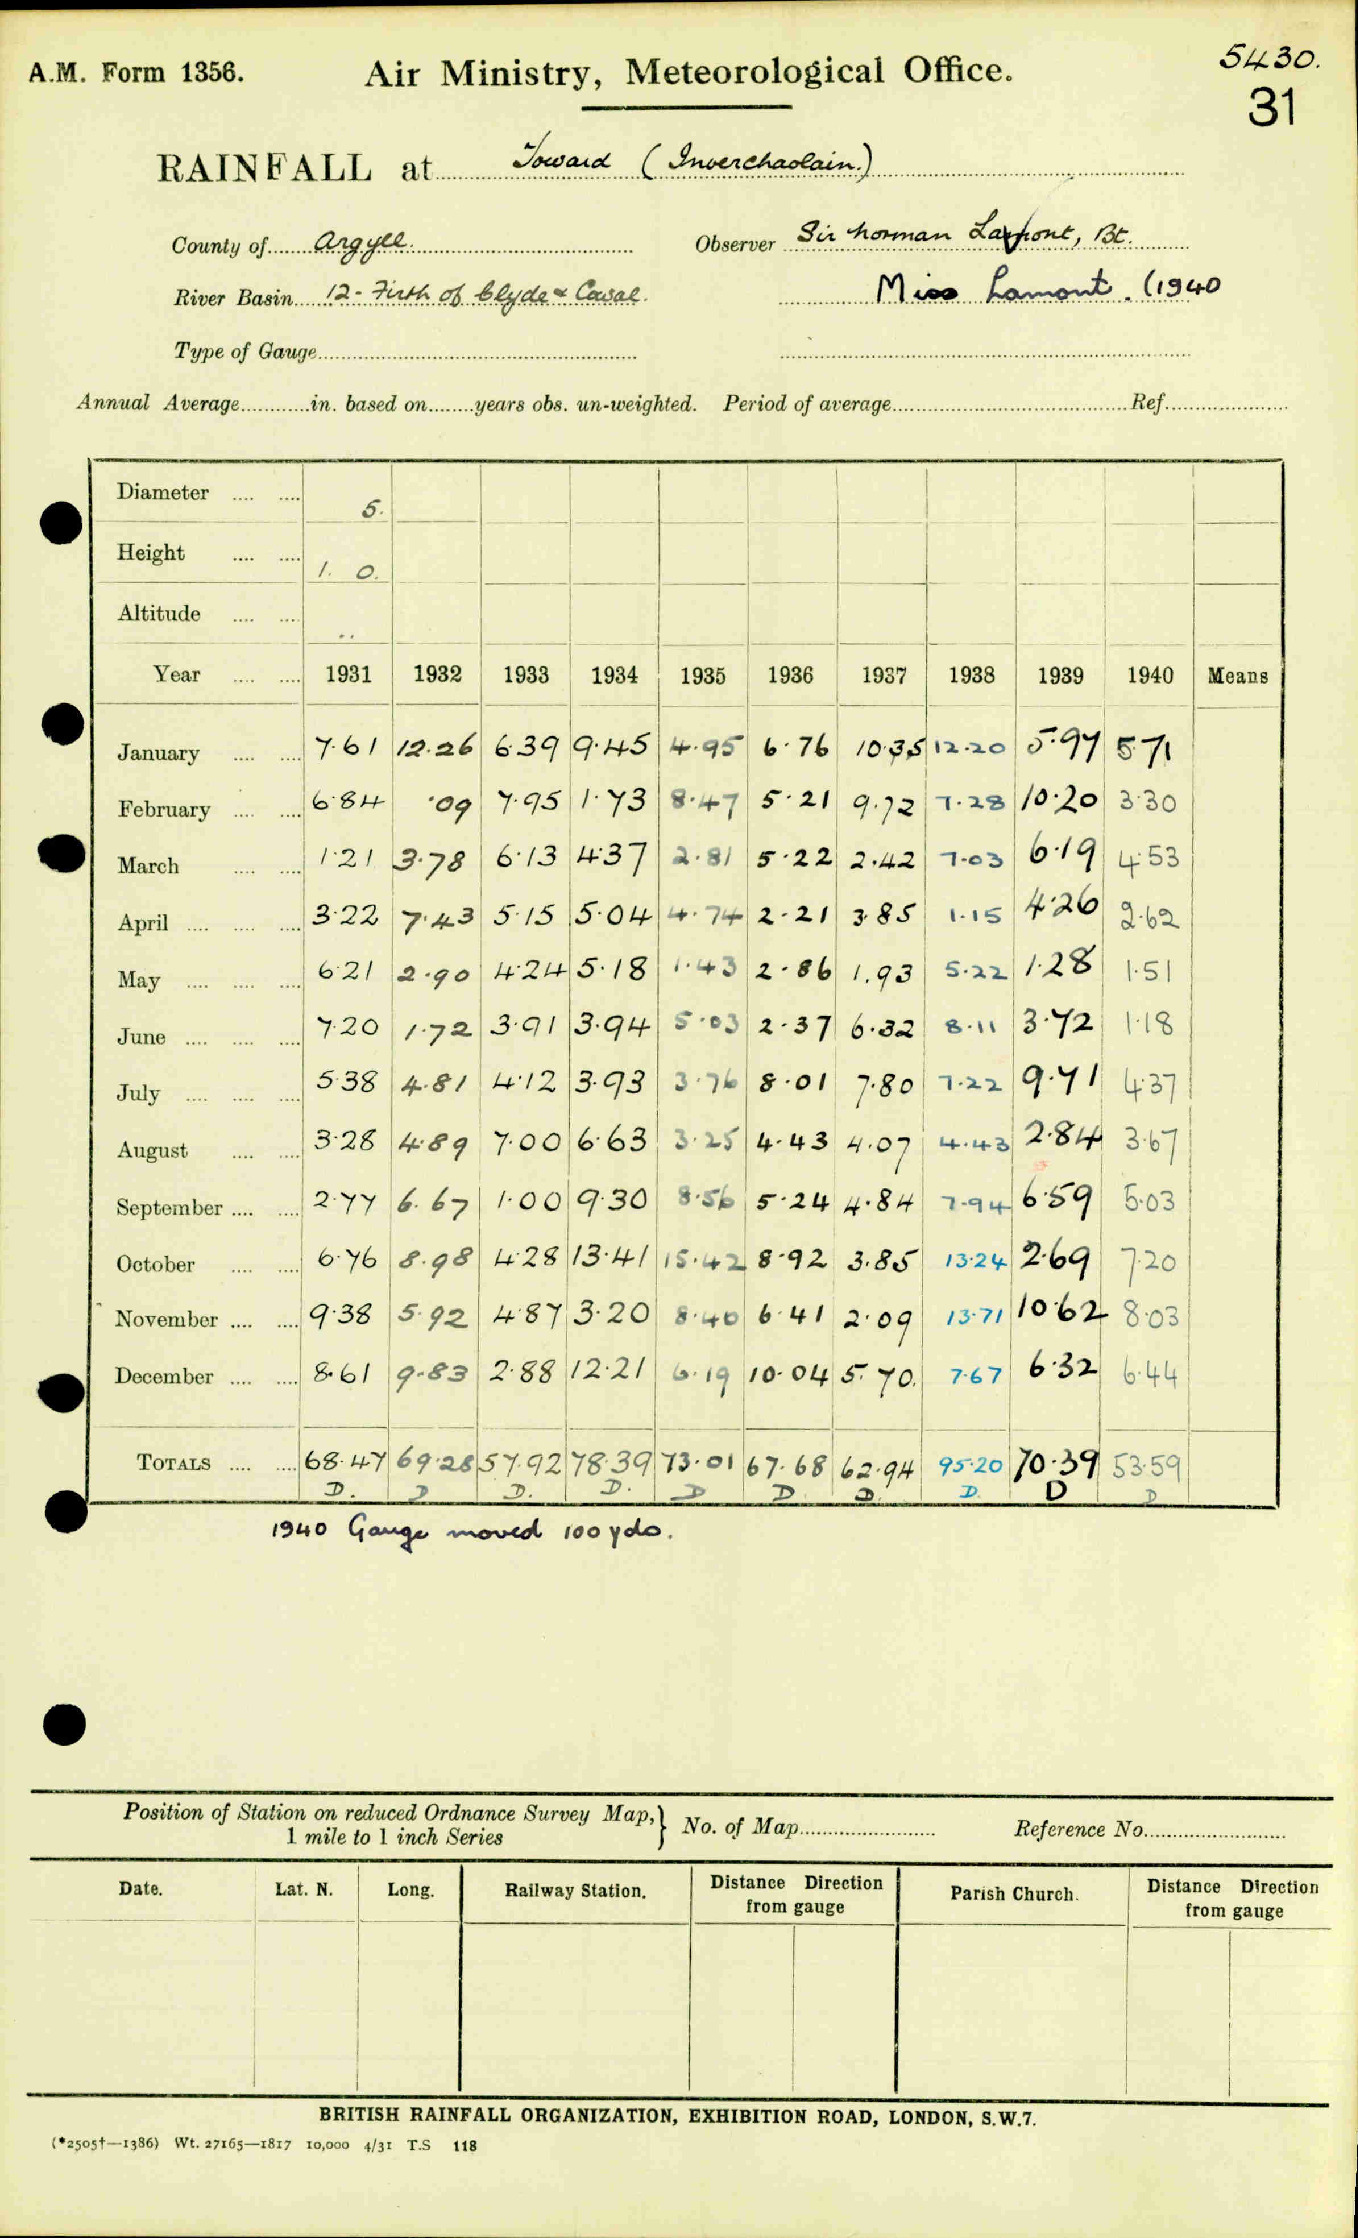 A.M. Form 1356.
Air Ministry, Meteorological Office.
5430.
31
RAINFALL at Toward (Inverchaolain.)
County of Argyll. Observer Sir Norman Lamont, Bt.
River Basin 12 - Firth of Clyde & Cowal. Miss Lamont. (1940
Type of Gauge
Annual Average in. based on years obs. un-weighted. Period of average Ref.
Diameter 5.
Height 1. 0.
Altitude ..
Year 1931 1932 1933 1934 1935 1936 1937 1938 1939 1940 Means
January 7.61 12.26 6.39 9.45 4.95 6.76 10.35 12.20 5.97 5.71
February 6.84 .09 7.95 1.73 8.47 5.21 9.72 7.28 10.20 3.30
March 1.21 3.78 6.13 4.37 2.81 5.22 2.42 7.03 6.19 4.53
April 3.22 7.43 5.15 5.04 4.74 2.21 3.85 1.15 4.26 2.62
May 6.21 2.90 4.24 5.18 1.43 2.86 1.93 5.22 1.28 1.51
June 7.20 1.72 3.91 3.94 5.03 2.37 6.32 8.11 3.72 1.18
July 5.38 4.81 4.12 3.93 3.76 8.01 7.80 7.22 9.71 4.37
August 3.28 4.89 7.00 6.63 3.25 4.43 4.07 4.43 2.84 3.67
September 2.77 6.67 1.00 9.30 8.56 5.24 4.84 7.94 6.59 5.03
October 6.76 8.98 4.28 13.41 15.42 8.92 3.85 13.24 2.69 7.20
November 9.38 5.92 4.87 3.20 8.40 6.41 2.09 13.71 10.62 8.03
December 8.61 9.83 2.88 12.21 6.19 10.04 5.70. 7.67 6.32 6.44
TOTALS 68.47 69.28 57.92 78.39 73.01 67.68 62.94 95.20 70.39 53.59
D. D D. D. D D. D. D. D D
1940 Gauge moved 100 yds.
Position of Station on reduced Ordnance Survey Map,} No. of Map Reference No.
1 mile to 1 inch Series
Date. Lat. N. Long. Railway Station. Distance Direction from gauge Parish Church. Distance Direction from gauge
BRITISH RAINFALL ORGANIZATION, EXHIBITION ROAD, LONDON, S.W.7.
(*2505†—1386) Wt. 27165—1817 10,000 4/31 T.S 118